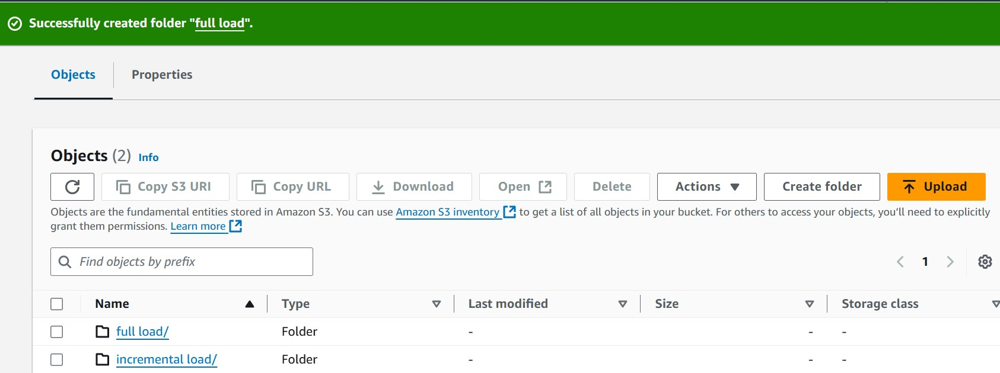 Successfully created folder "full load".
Objects
Properties
Objects (2) Info
Copy S3 URI
Copy URL
Download
Open
Delete
Actions
Create folder
Upload
Objects are the fundamental entities stored in Amazon S3. You can use Amazon S3 inventory to get a list of all objects in your bucket. For others to access your objects, you’ll need to explicitly
grant them permissions. Learn more
Find objects by prefix
1
Name Type Last modified Size Storage class
full load/ Folder - - -
incremental load/ Folder - - -